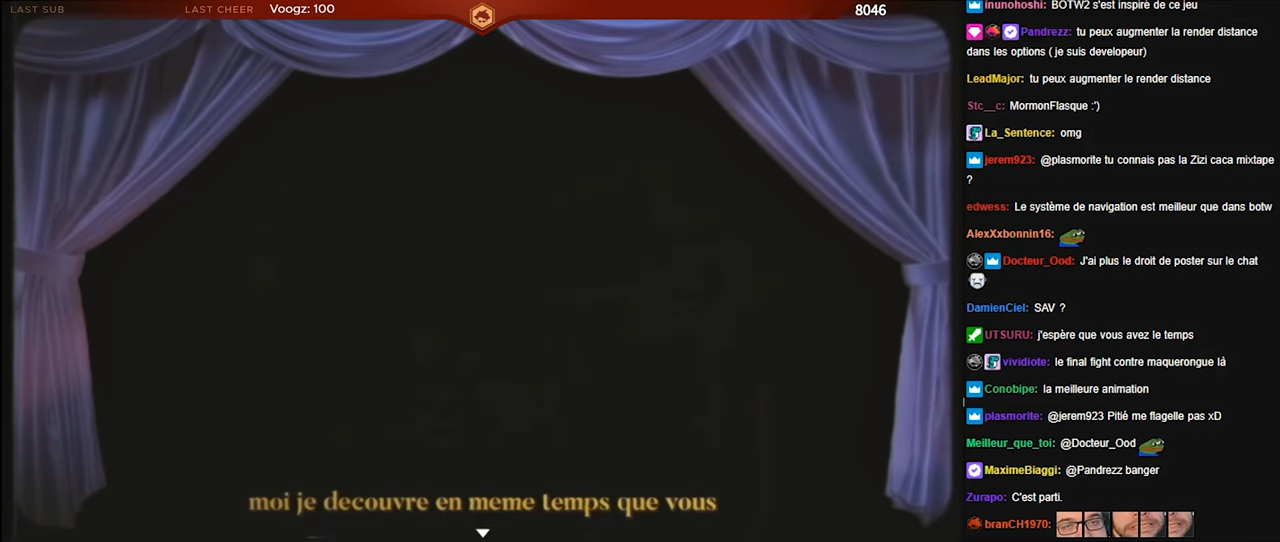 LAST SUB
LAST CHEER Voogz: 100
8046
moi je decouvre en meme temps que vous
inunohoshi: BOTW2 s'est inspiré de ce jeu
Pandrezz: tu peux augmenter la render distance
dans les options ( je suis developeur)
LeadMajor: tu peux augmenter le render distance
Stc__c: MormonFlasque :')
La_Sentence: omg
jerem923: @plasmorite tu connais pas la Zizi caca mixtape
?
edwess: Le système de navigation est meilleur que dans botw
AlexXxbonnin16:
Docteur_Ood: J'ai plus le droit de poster sur le chat
DamienCiel: SAV ?
UTSURU: j'espère que vous avez le temps
vividiote: le final fight contre maquerongue là
Conobipe: la meilleure animation
plasmorite: @jerem923 Pitié me flagelle pas xD
Meilleur_que_toi: @Docteur_Ood
MaximeBiaggi: @Pandrezz banger
Zurapo: C'est parti.
branCH1970: